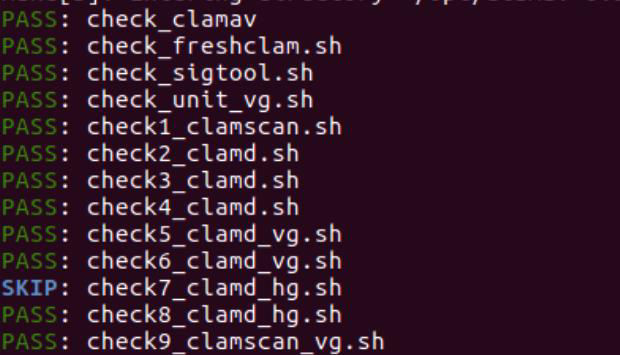 PASS: check_clamav
PASS: check_freshclam.sh
PASS: check_sigtool.sh
PASS: check_unit_vg.sh
PASS: check1_clamscan.sh
PASS: check2_clamd.sh
PASS: check3_clamd.sh
PASS: check4_clamd.sh
PASS: check5_clamd_vg.sh
PASS: check6_clamd_vg.sh
SKIP: check7_clamd_hg.sh
PASS: check8_clamd_hg.sh
PASS: check9_clamscan_vg.sh